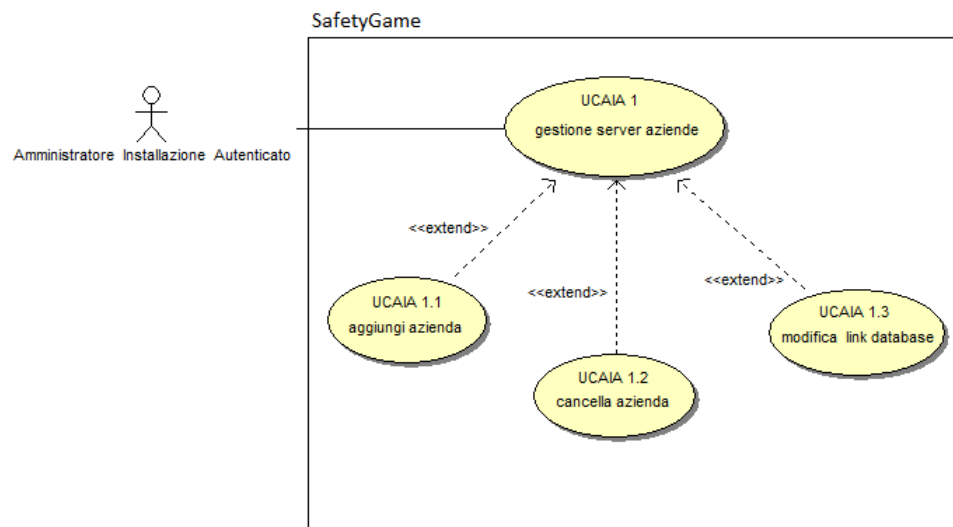 SafetyGame
UCAIA 1
gestione server aziende
Amministratore Installazione Autenticato
<<extend>>
<<extend>>
<<extend>>
UCAIA 1.1
aggiungi azienda
UCAIA 1.2
cancella azienda
UCAIA 1.3
modifica link database